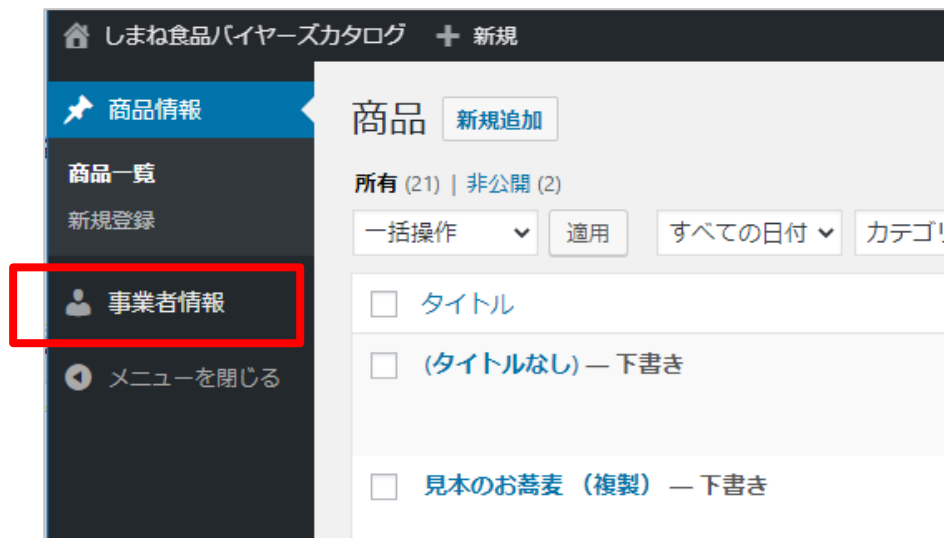 しまね食品バイヤーズカタログ 新規
商品情報
商品一覧
新規登録
事業者情報
メニューを閉じる
商品 新規追加
所有 (21) | 非公開 (2)
一括操作 適用 すべての日付 カテゴリ
タイトル
(タイトルなし) — 下書き
見本のお蕎麦 (複製) — 下書き